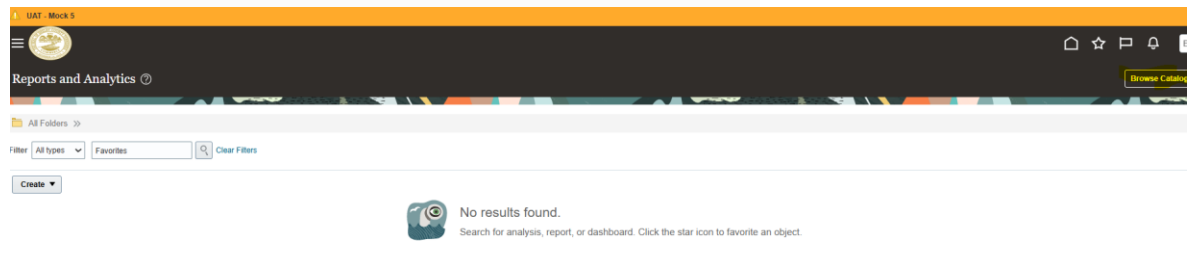 UAT - Mock 5
Reports and Analytics
Browse Catalog
All Folders
Filter All types Favorites Clear Filters
Create
No results found.
Search for analysis, report, or dashboard. Click the star icon to favorite an object.